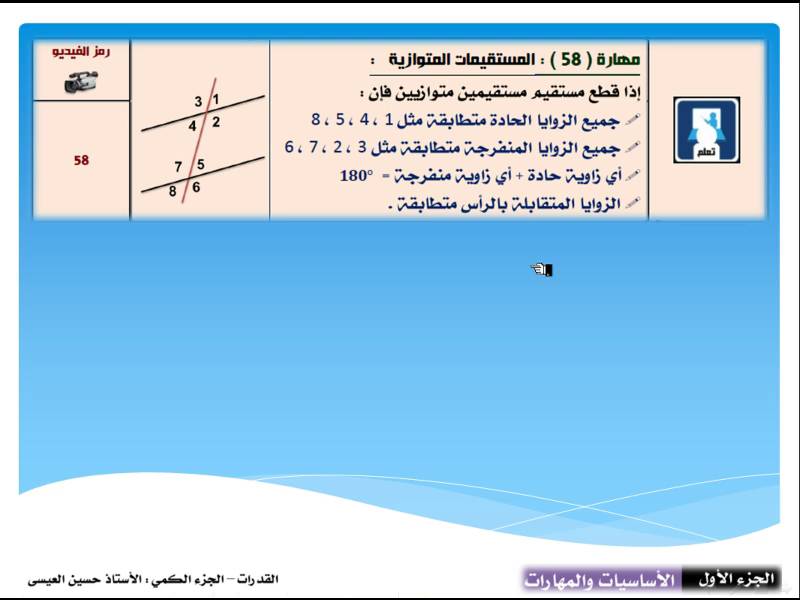 مهارة ( 58 ) : المستقيمات المتوازية :
إذا قطع مستقيم مستقيمين متوازيين فإن :
جميع الزوايا الحادة متطابقة مثل 1 ، 4 ، 5 ، 8
جميع الزوايا المنفرجة متطابقة مثل 3 ، 2 ، 7 ، 6
أي زاوية حادة + أي زاوية منفرجة = 180°
الزوايا المتقابلة بالرأس متطابقة .
تعلم
3 1
4 2
7 5
8 6
رمز الفيديو
58
الجزء الأول الأساسيات والمهارات
القدرات – الجزء الكمي : الأستاذ حسين العيسى